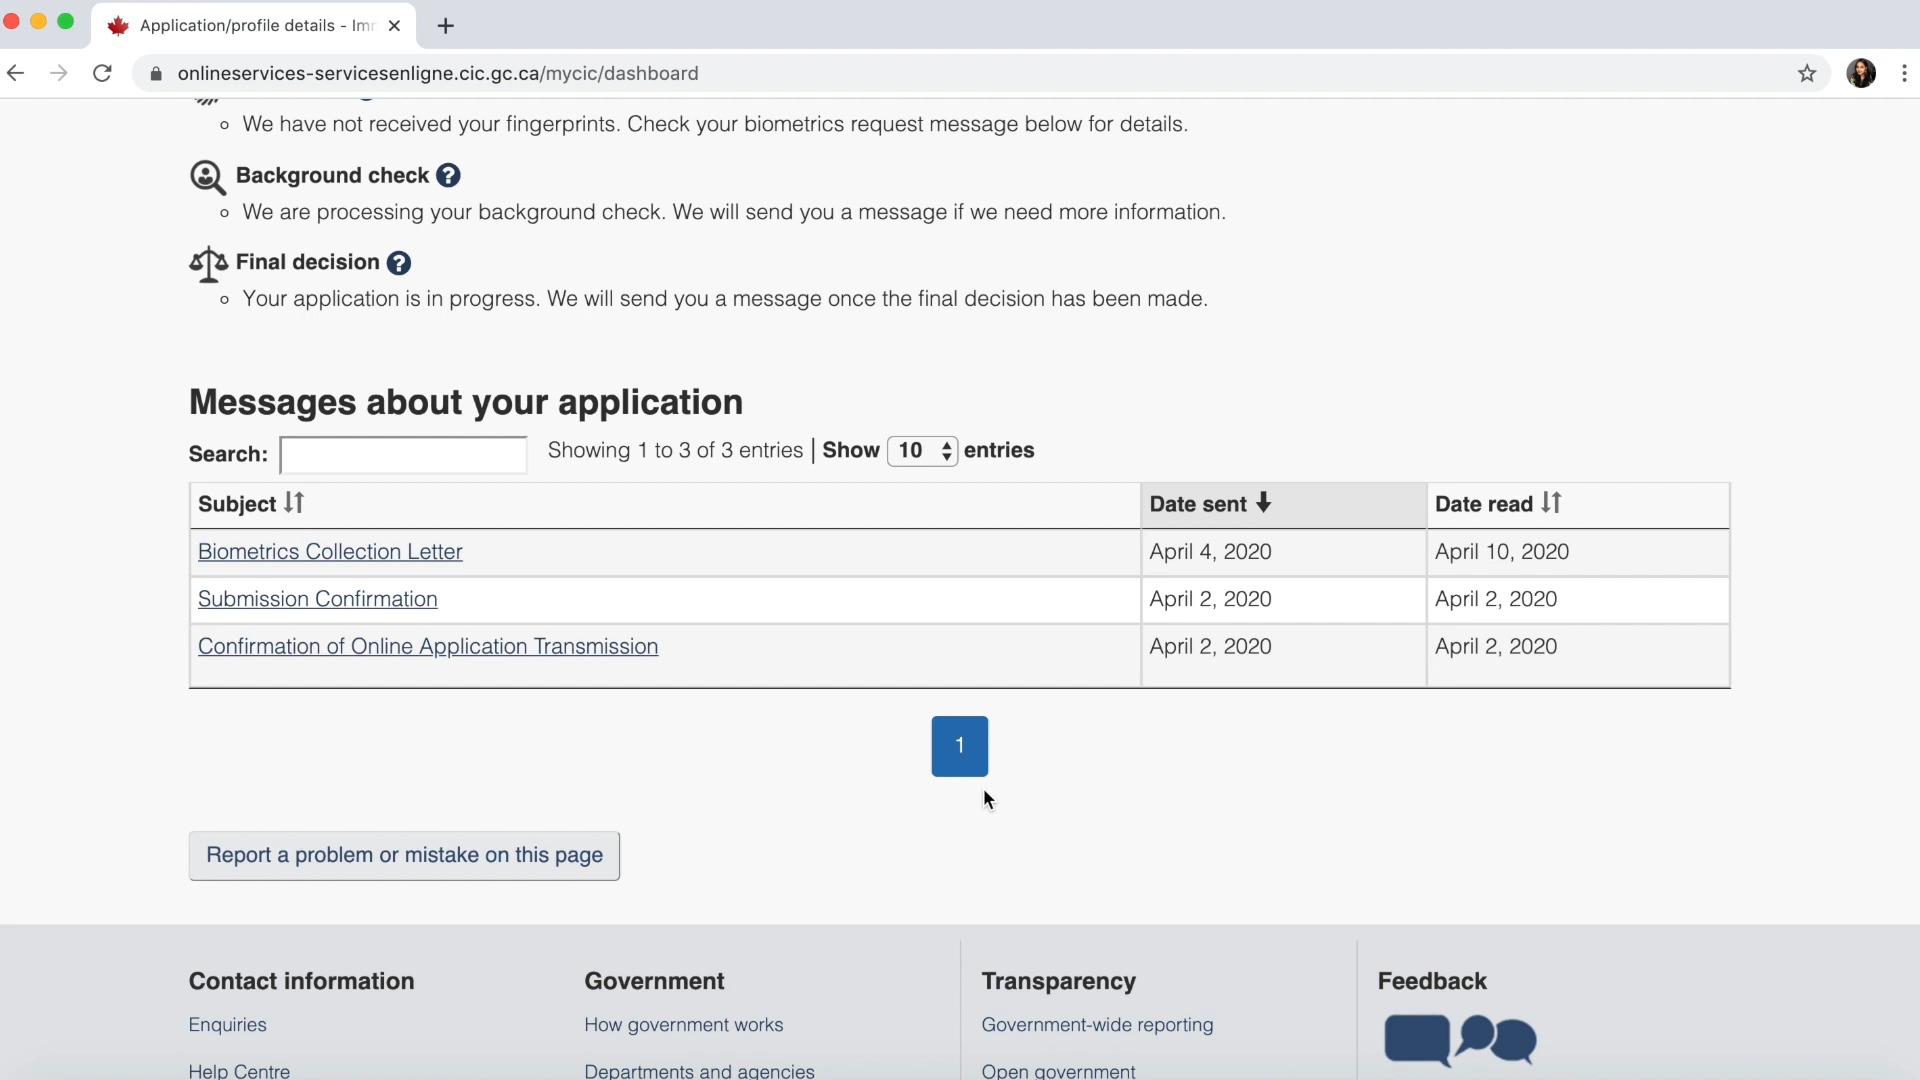 Application/profile details - Imr
onlineservices-servicesenligne.cic.gc.ca/mycic/dashboard
We have not received your fingerprints. Check your biometrics request message below for details.
Background check ?
We are processing your background check. We will send you a message if we need more information.
Final decision ?
Your application is in progress. We will send you a message once the final decision has been made.
Messages about your application
Search: Showing 1 to 3 of 3 entries | Show 10 entries
Subject Date sent Date read
Biometrics Collection Letter April 4, 2020 April 10, 2020
Submission Confirmation April 2, 2020 April 2, 2020
Confirmation of Online Application Transmission April 2, 2020 April 2, 2020
1
Report a problem or mistake on this page
Contact information Government Transparency Feedback
Enquiries How government works Government-wide reporting
Help Centre Departments and agencies Open government